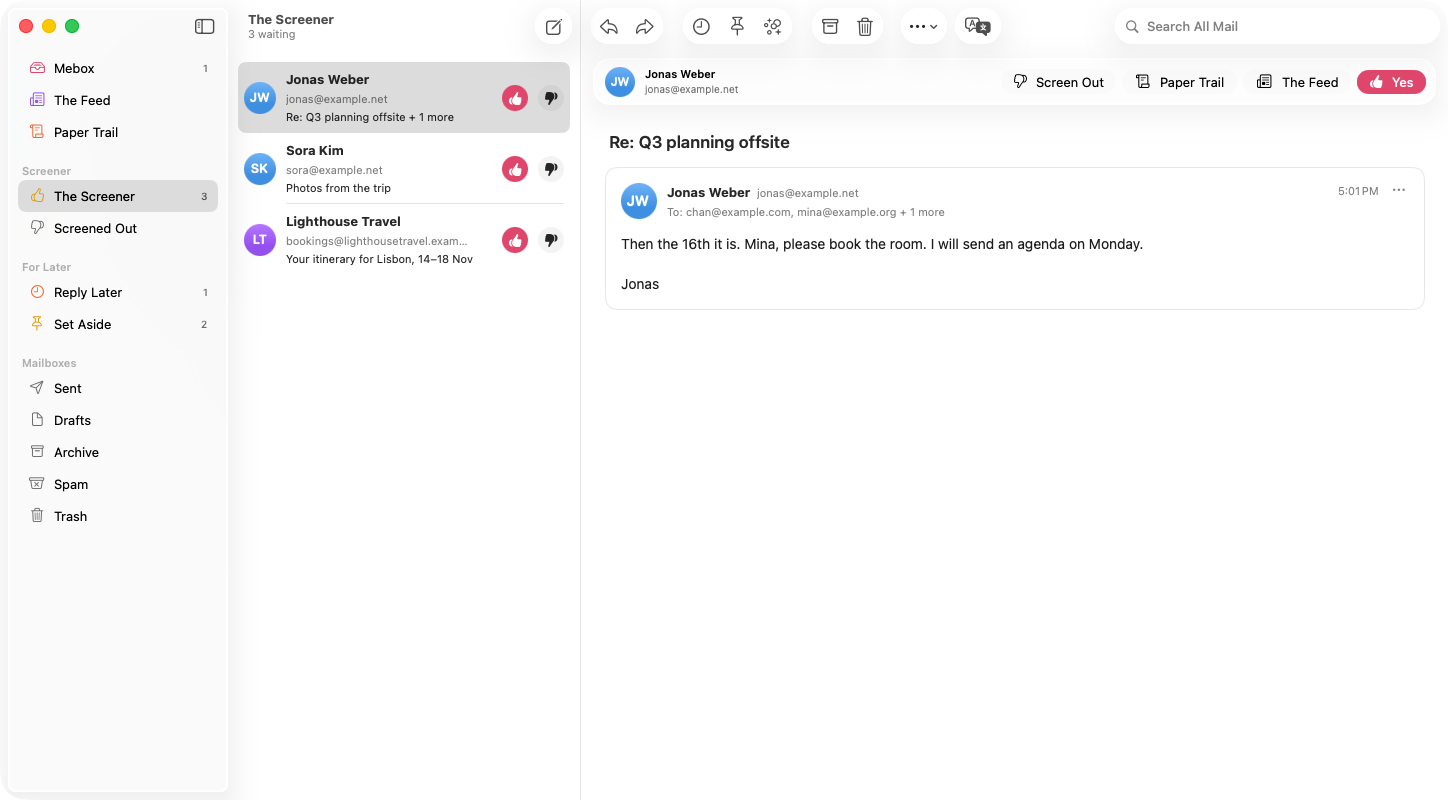 Mebox 1
The Feed
Paper Trail
Screener
The Screener 3
Screened Out
For Later
Reply Later 1
Set Aside 2
Mailboxes
Sent
Drafts
Archive
Spam
Trash
The Screener
3 waiting
JW
Jonas Weber
jonas@example.net
Re: Q3 planning offsite + 1 more
SK
Sora Kim
sora@example.net
Photos from the trip
LT
Lighthouse Travel
bookings@lighthousetravel.exam...
Your itinerary for Lisbon, 14–18 Nov
Search All Mail
JW
Jonas Weber
jonas@example.net
Screen Out
Paper Trail
The Feed
Yes
Re: Q3 planning offsite
JW
Jonas Weber jonas@example.net
5:01 PM
To: chan@example.com, mina@example.org + 1 more
Then the 16th it is. Mina, please book the room. I will send an agenda on Monday.
Jonas